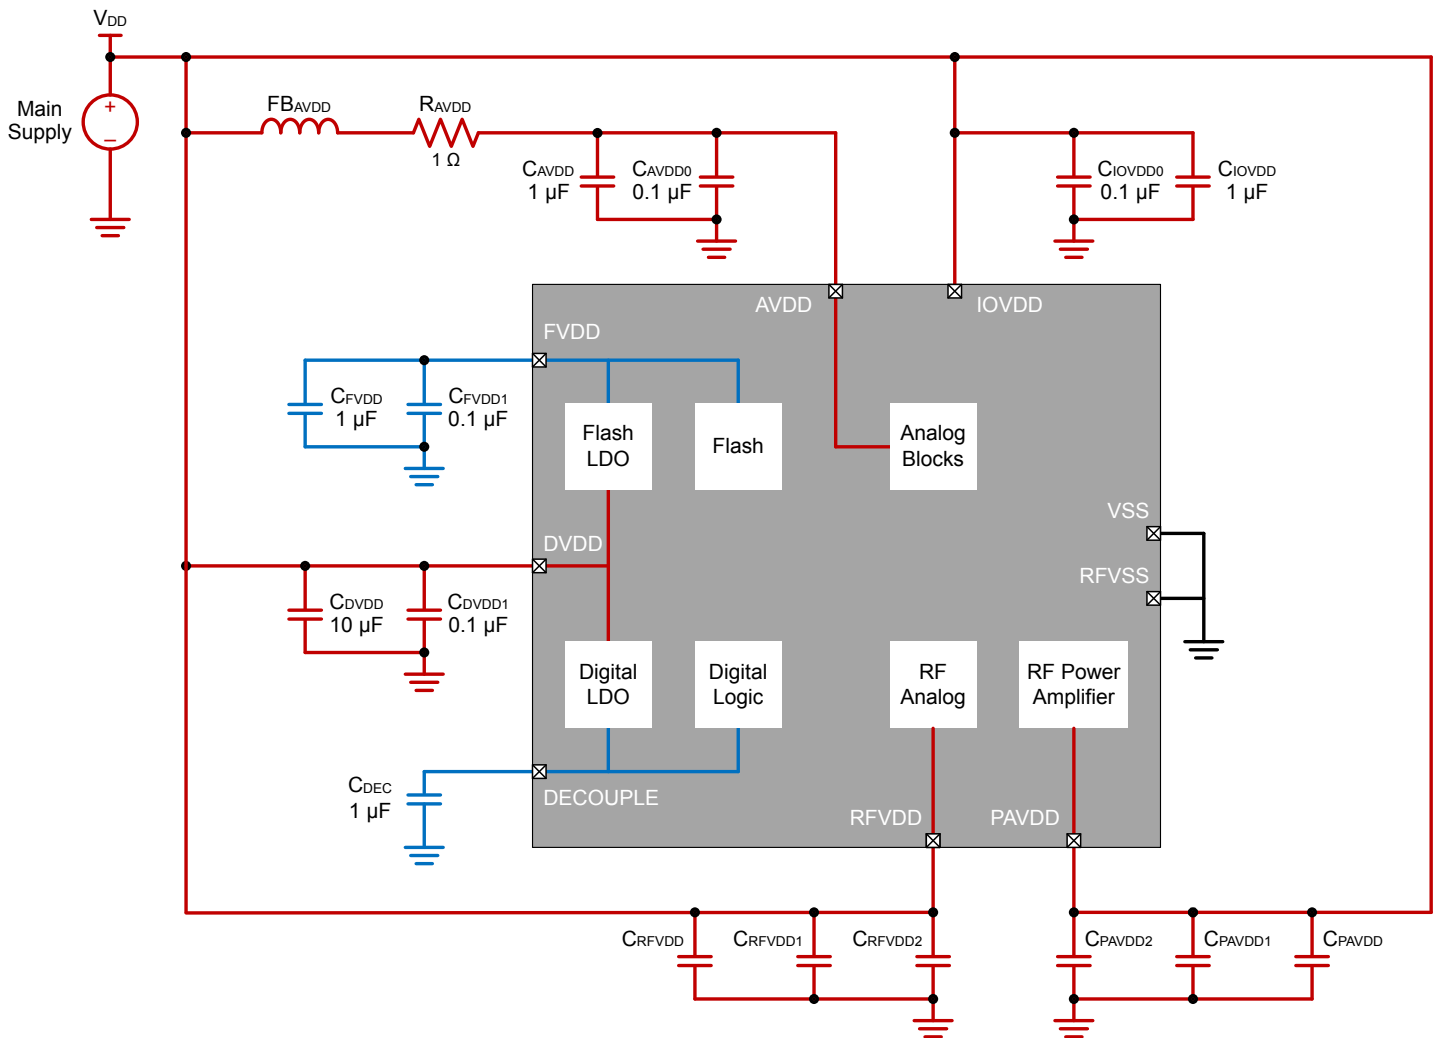 VDD
Main
Supply
+
–
FBAVDD
RAVDD
1 Ω
CAVDD
1 µF
CAVDD0
0.1 µF
CIOVDD0
0.1 µF
CIOVDD
1 µF
AVDD
IOVDD
FVDD
CFVDD
1 µF
CFVDD1
0.1 µF
Flash
LDO
Flash
Analog
Blocks
VSS
DVDD
RFVSS
CDVDD
10 µF
CDVDD1
0.1 µF
Digital
LDO
Digital
Logic
RF
Analog
RF Power
Amplifier
CDEC
1 µF
DECOUPLE
RFVDD
PAVDD
CRFVDD
CRFVDD1
CRFVDD2
CPAVDD2
CPAVDD1
CPAVDD